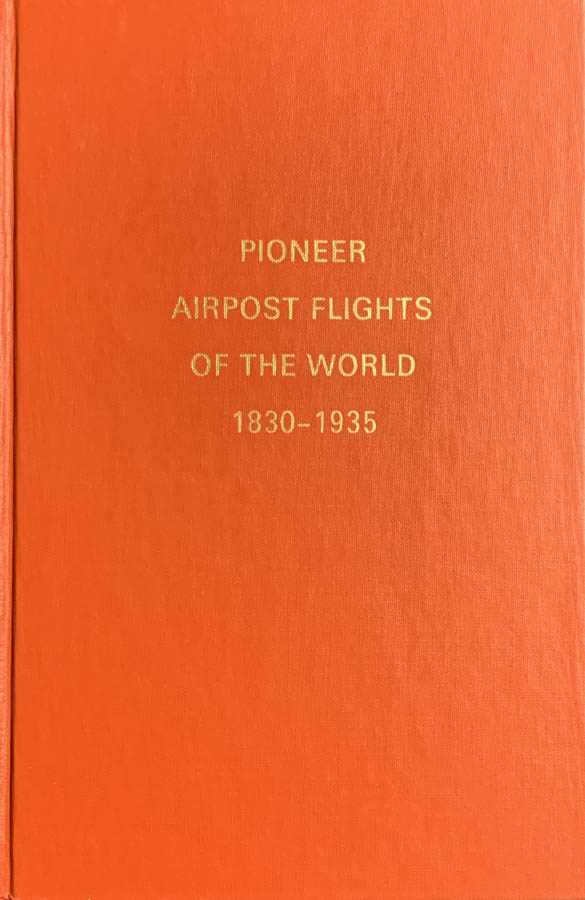 PIONEER
AIRPOST FLIGHTS
OF THE WORLD
1830–1935